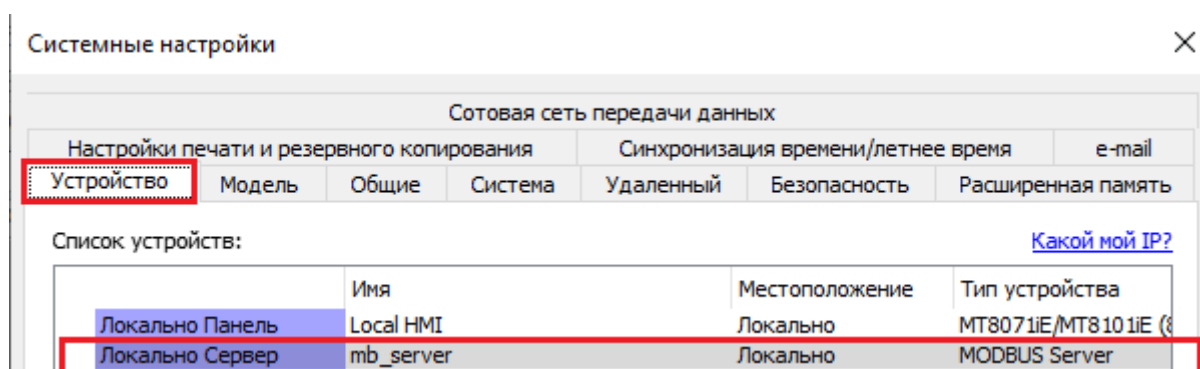 Системные настройки
Сотовая сеть передачи данных
Настройки печати и резервного копирования Синхронизация времени/летнее время e-mail
Устройство Модель Общие Система Удаленный Безопасность Расширенная память
Список устройств: Какой мой IP?
Имя Местоположение Тип устройства
Локально Панель Local HMI Локально MT8071iE/MT8101iE (8
Локально Сервер mb_server Локально MODBUS Server